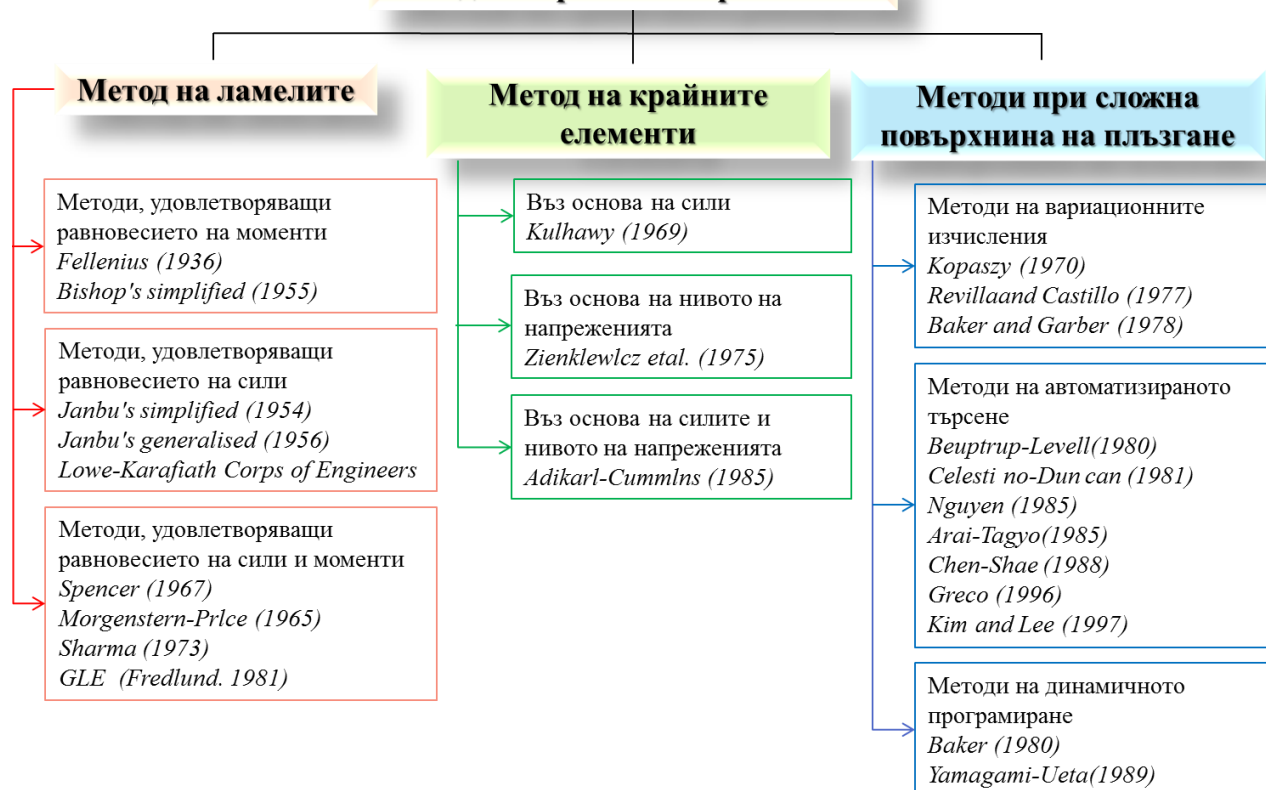 Метод на ламелите
Методи, удовлетворяващи
равновесието на моменти
Fellenius (1936)
Bishop's simplified (1955)
Методи, удовлетворяващи
равновесието на сили
Janbu's simplified (1954)
Janbu's generalised (1956)
Lowe-Karafiath Corps of Engineers
Методи, удовлетворяващи
равновесието на сили и моменти
Spencer (1967)
Morgenstern-Prlce (1965)
Sharma (1973)
GLE (Fredlund. 1981)
Метод на крайните
елементи
Въз основа на сили
Kulhawy (1969)
Въз основа на нивото на
напреженията
Zienklewlcz etal. (1975)
Въз основа на силите и
нивото на напреженията
Adikarl-Cummlns (1985)
Методи при сложна
повърхнина на плъзгане
Методи на вариационните
изчисления
Kopaszy (1970)
Revillaand Castillo (1977)
Baker and Garber (1978)
Методи на автоматизираното
търсене
Beuptrup-Levell(1980)
Celesti no-Dun can (1981)
Nguyen (1985)
Arai-Tagyo(1985)
Chen-Shae (1988)
Greco (1996)
Kim and Lee (1997)
Методи на динамичното
програмиране
Baker (1980)
Yamagami-Ueta(1989)